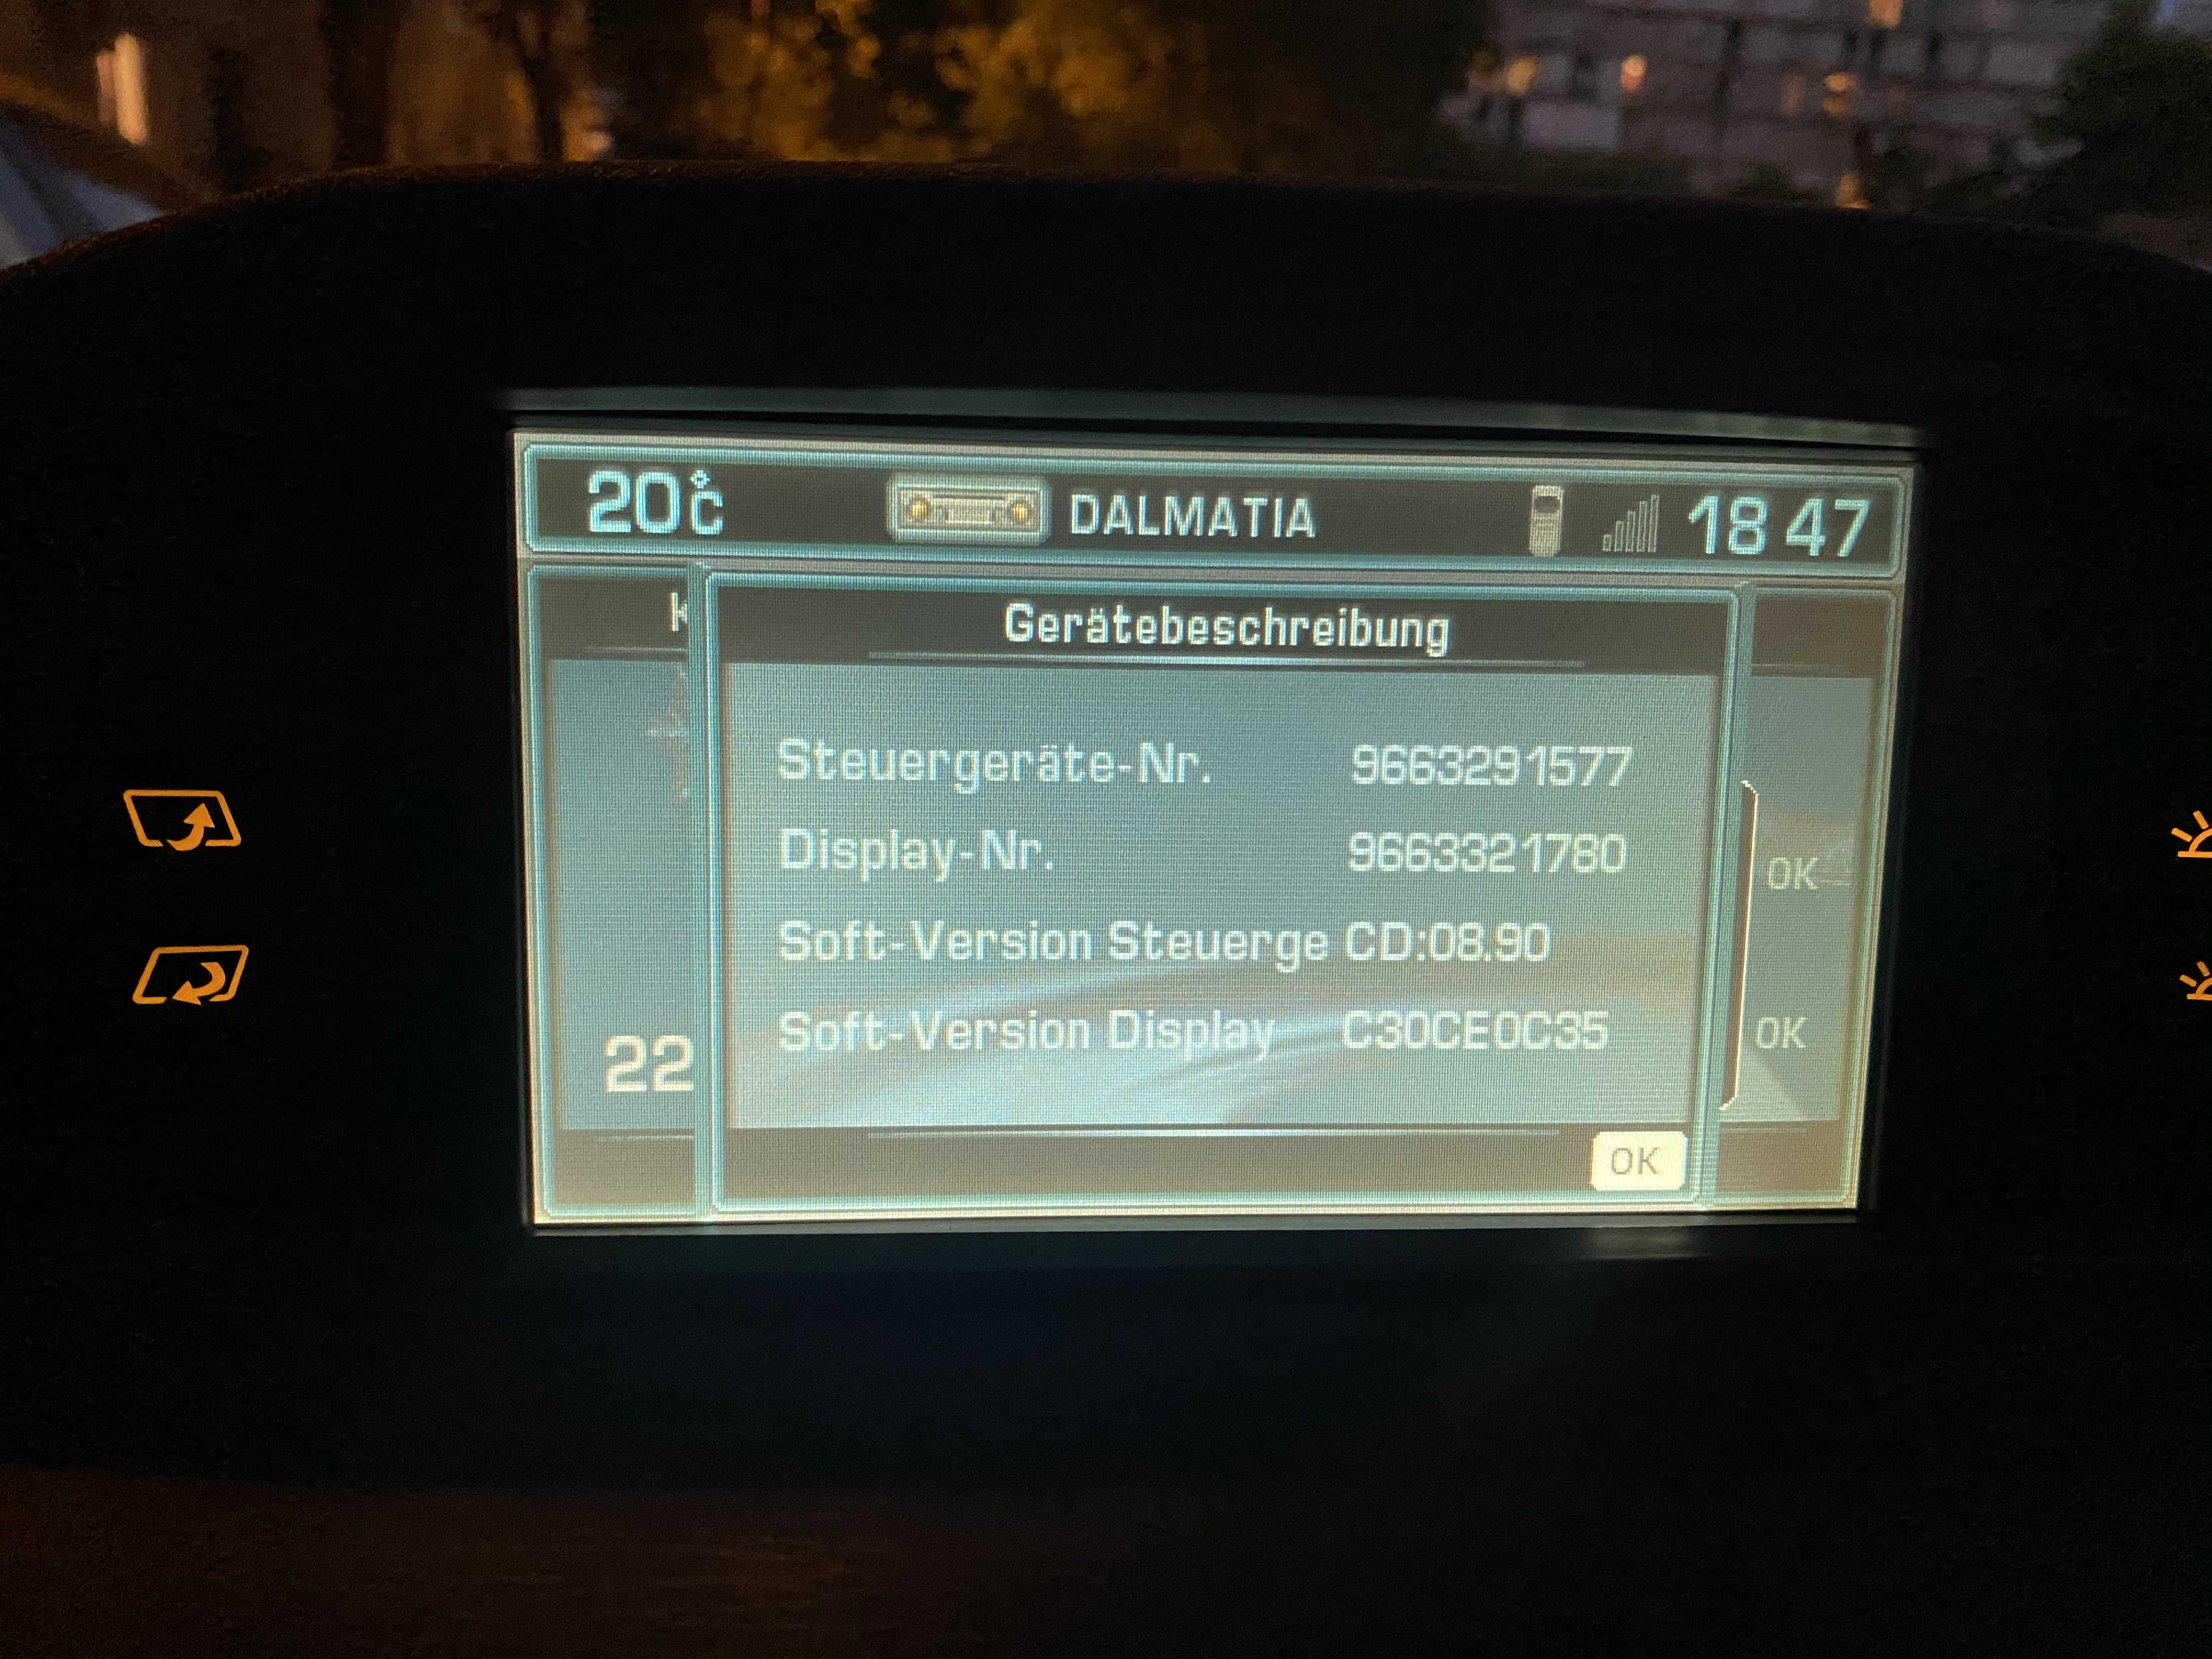 20°C DALMATIA 18 47
Gerätebeschreibung
Steuergeräte-Nr. 9663291577
Display-Nr. 9663321780
OK
Soft-Version Steuerge CD:08.90
Soft-Version Display C30CE0C35
OK
22
OK